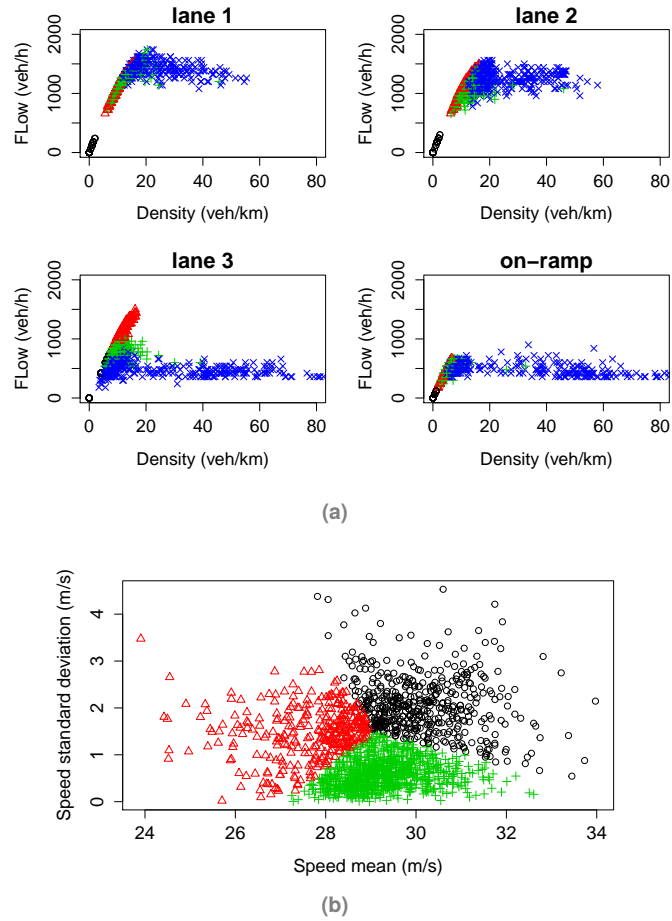 lane 1
FLow (veh/h)
0 1000 2000
0 20 40 60 80
Density (veh/km)
lane 2
FLow (veh/h)
0 1000 2000
0 20 40 60 80
Density (veh/km)
lane 3
FLow (veh/h)
0 1000 2000
0 20 40 60 80
Density (veh/km)
on−ramp
FLow (veh/h)
0 1000 2000
0 20 40 60 80
Density (veh/km)
(a)
Speed standard deviation (m/s)
0 1 2 3 4
24 26 28 30 32 34
Speed mean (m/s)
(b)